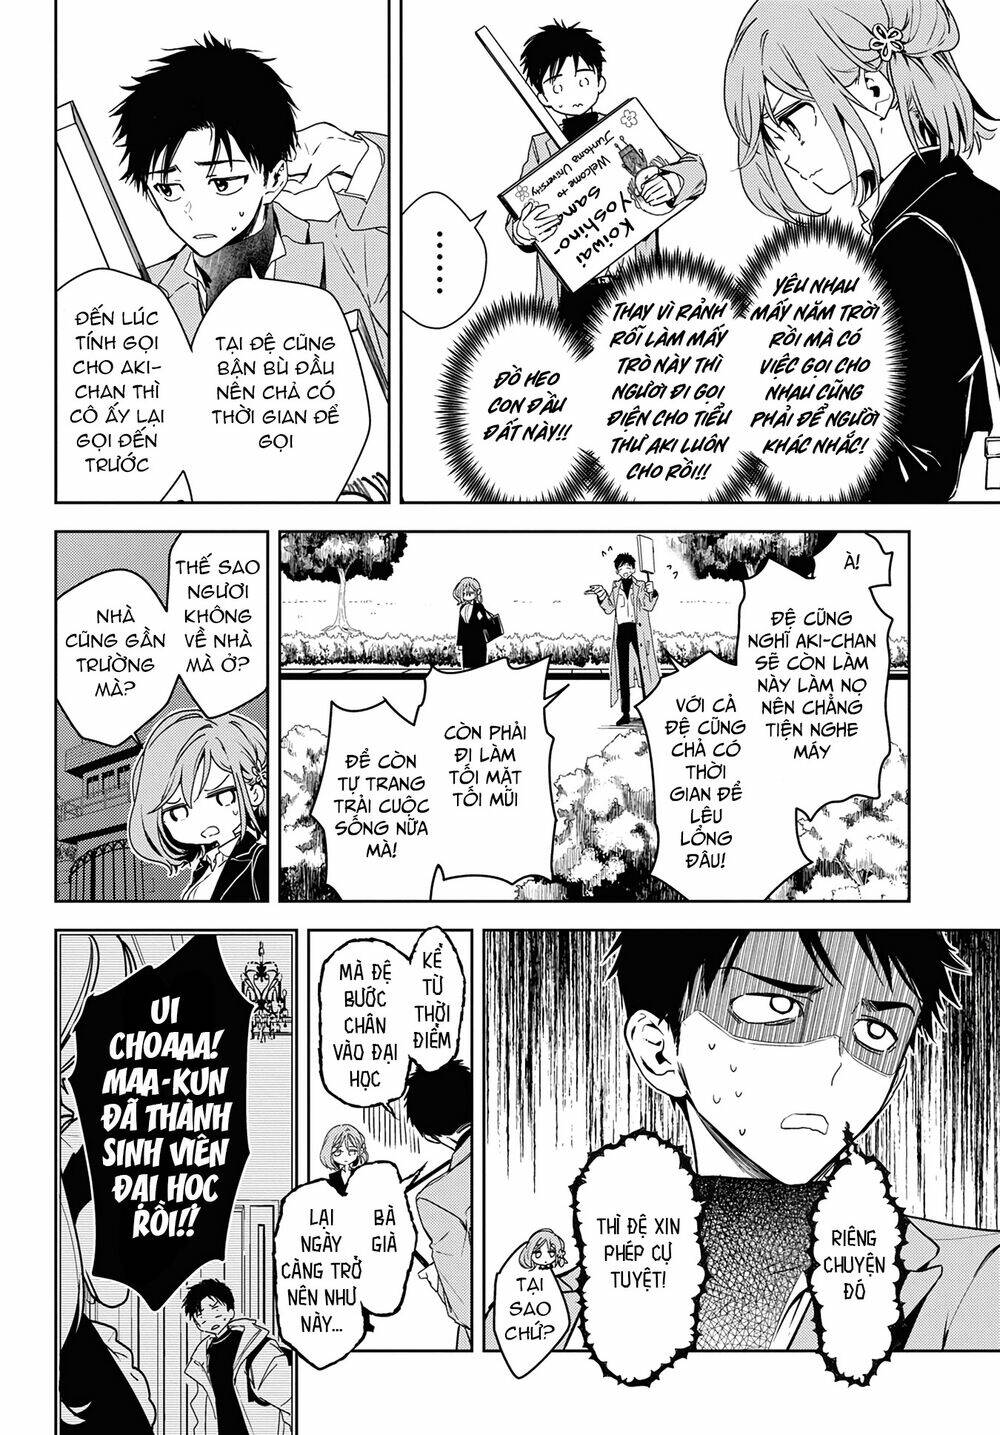 YÊU NHAU
MẤY NĂM TRỜI
RỒI MÀ CÓ
VIỆC GỌI CHO
NHAU CŨNG
PHẢI ĐỂ NGƯỜI
KHÁC NHẮC!
THAY VÌ RẢNH
RỖI LÀM MẤY
TRÒ NÀY THÌ
NGƯƠI ĐI GỌI
ĐIỆN CHO TIỂU
THƯ AKI LUÔN
CHO RỒI!!!
ĐỒ HEO
CON ĐẦU
ĐẤT NÀY!!!
Welcome to
Juntama University
Koiwai
Yoshino-
Sama
......
TẠI ĐỆ CŨNG
BẬN BÙ ĐẦU
NÊN CHẢ CÓ
THỜI GIAN ĐỂ
GỌI
ĐẾN LÚC
TÍNH GỌI
CHO AKI-
CHAN THÌ
CÔ ẤY LẠI
GỌI ĐẾN
TRƯỚC
À!
ĐỆ CŨNG
NGHĨ AKI-CHAN
SẼ CÒN LÀM
NÀY LÀM NỌ
NÊN CHẲNG
TIỆN NGHE
MÁY
VỚI CẢ
ĐỆ CŨNG
CHẢ CÓ
THỜI
GIAN ĐỂ
LÊU
LỔNG
ĐÂU!
CÒN PHẢI
ĐI LÀM
TỐI MẶT
TỐI MŨI
ĐỂ CÒN
TỰ TRANG
TRẢI CUỘC
SỐNG NỮA
MÀ!
THẾ SAO
NGƯƠI
KHÔNG
VỀ NHÀ
MÀ Ở?
NHÀ
CŨNG GẦN
TRƯỜNG
MÀ?
RIÊNG
CHUYỆN
ĐÓ
THÌ ĐỆ XIN
PHÉP CỰ
TUYỆT!
TẠI
SAO
CHỨ?
KỂ TỪ
THỜI
ĐIỂM
MÀ ĐỆ
BƯỚC
CHÂN
VÀO ĐẠI
HỌC
BÀ
GIÀ
LẠI
NGÀY
CÀNG TRỞ
NÊN NHƯ
NÀY...
UI
CHOAAA!
MAA-KUN
ĐÃ THÀNH
SINH VIÊN
ĐẠI HỌC
RỒI!!